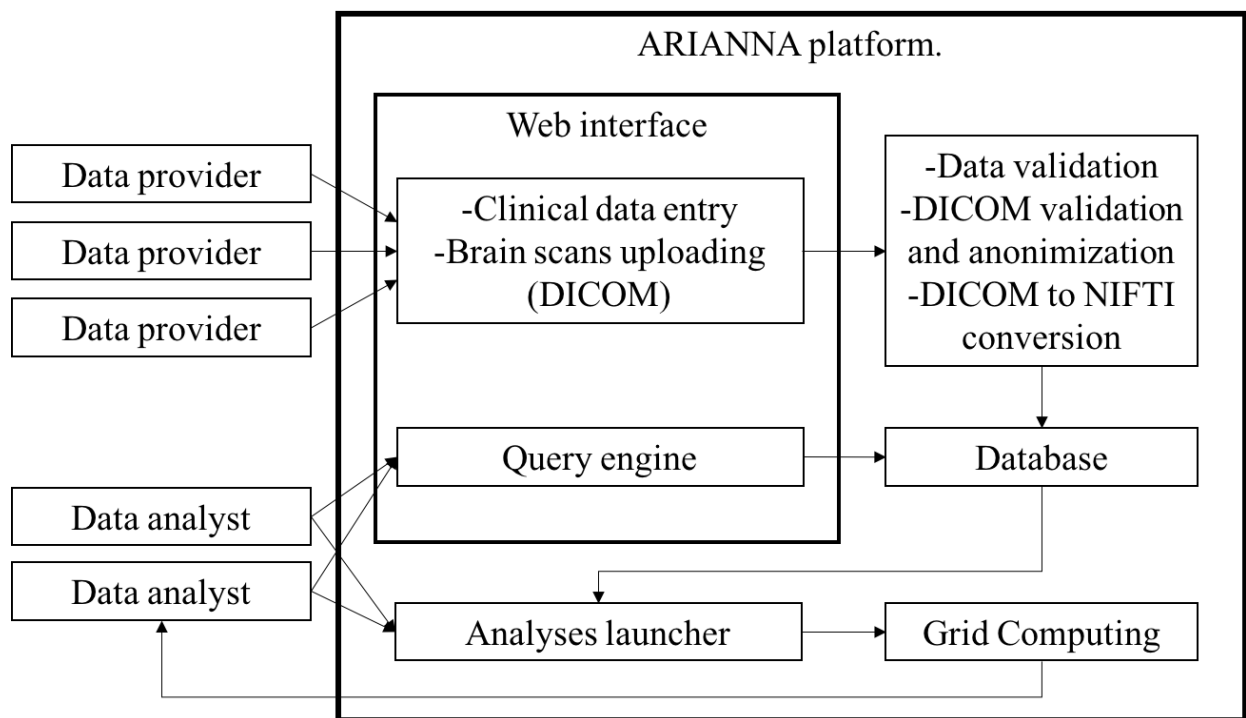 ARIANNA platform.
Web interface
Data provider
Data provider
Data provider
-Clinical data entry
-Brain scans uploading
(DICOM)
-Data validation
-DICOM validation
and anonimization
-DICOM to NIFTI
conversion
Query engine
Database
Data analyst
Data analyst
Analyses launcher
Grid Computing